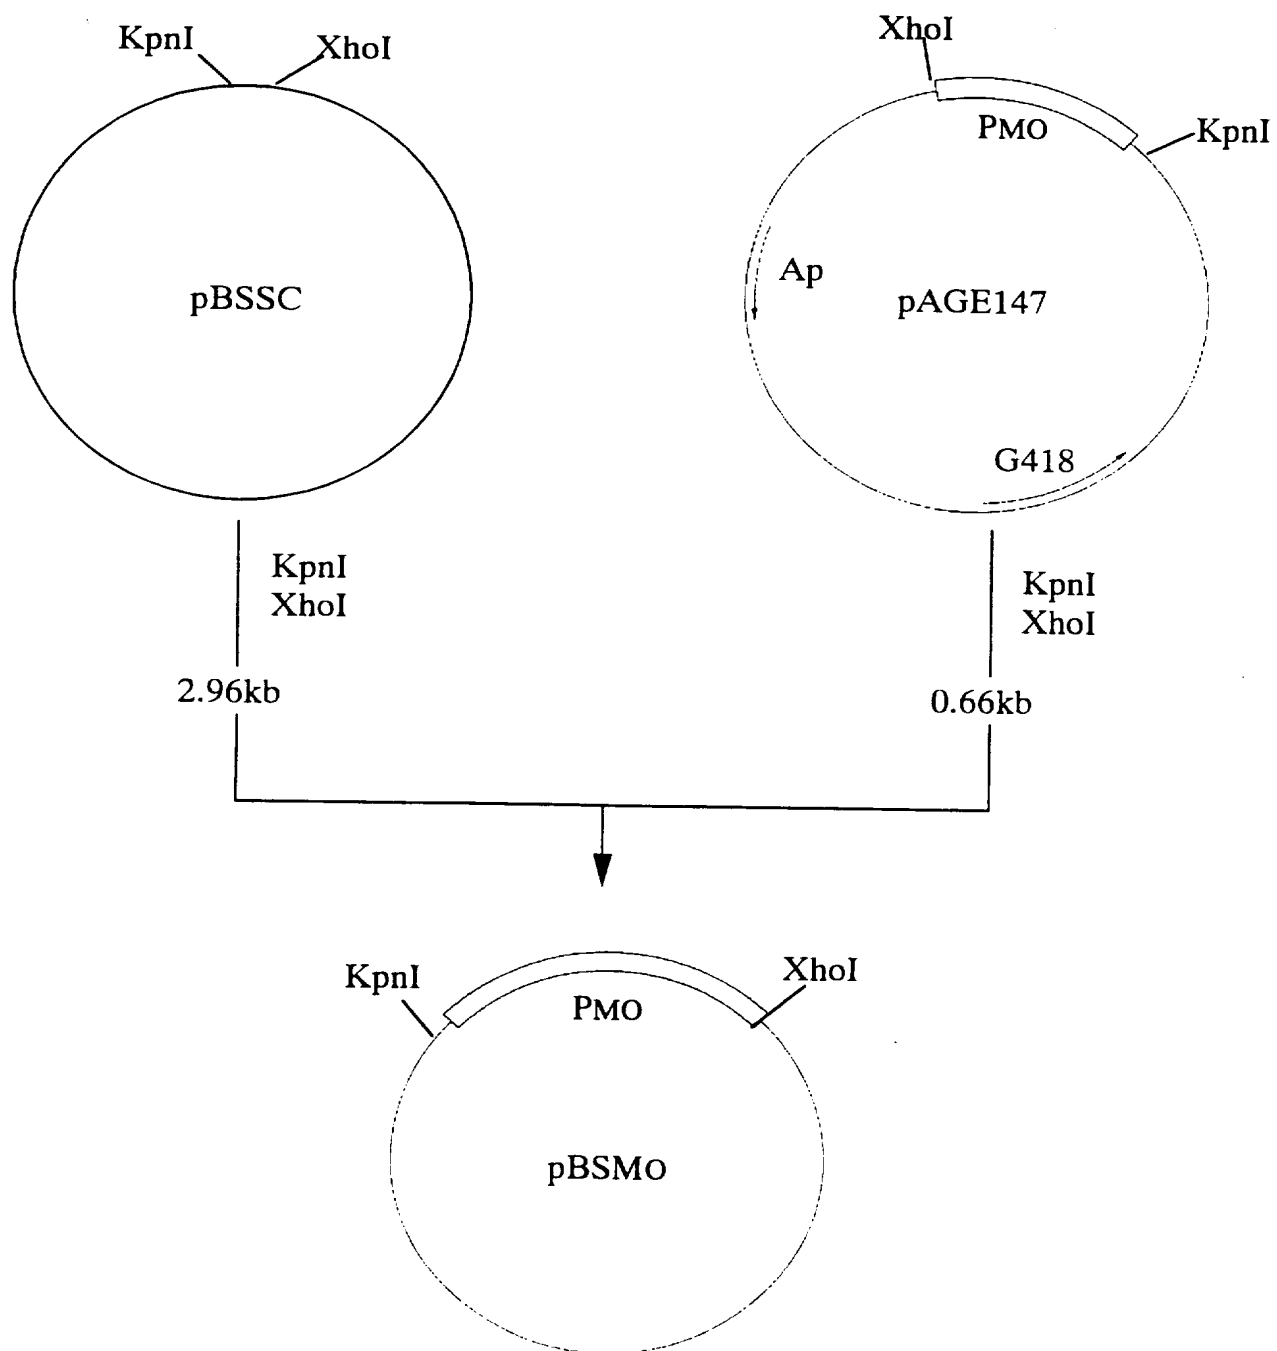 KpnI
XhoI
pBSSC
XhoI
PMO
KpnI
Ap
pAGE147
G418
KpnI
XhoI
2.96kb
KpnI
XhoI
0.66kb
KpnI
PMO
XhoI
pBSMO